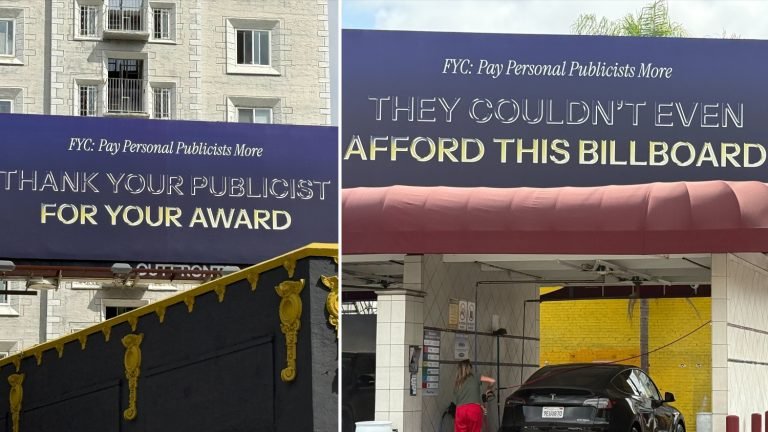 FYC: Pay Personal Publicists More
THANK YOUR PUBLICIST
FOR YOUR AWARD
OUTFRONT
FYC: Pay Personal Publicists More
THEY COULDN'T EVEN
AFFORD THIS BILLBOARD